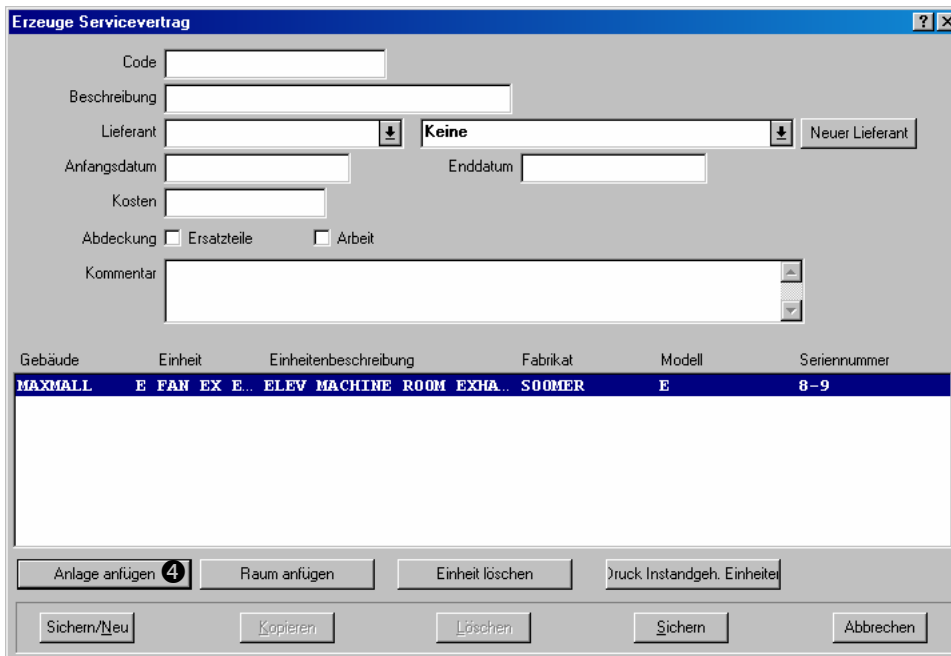 Erzeuge Servicevertrag
Code
Beschreibung
Lieferant Keine Neuer Lieferant
Anfangsdatum Enddatum
Kosten
Abdeckung Ersatzteile Arbeit
Kommentar
Gebäude Einheit Einheitenbeschreibung Fabrikat Modell Seriennummer
MAXMALL E FAN EX E... ELEV MACHINE ROOM EXHA... SOOMER E 8-9
Anlage anfügen 4 Raum anfügen Einheit löschen Druck Instandgeh. Einheiten
Sichern/Neu Kopieren Löschen Sichern Abbrechen